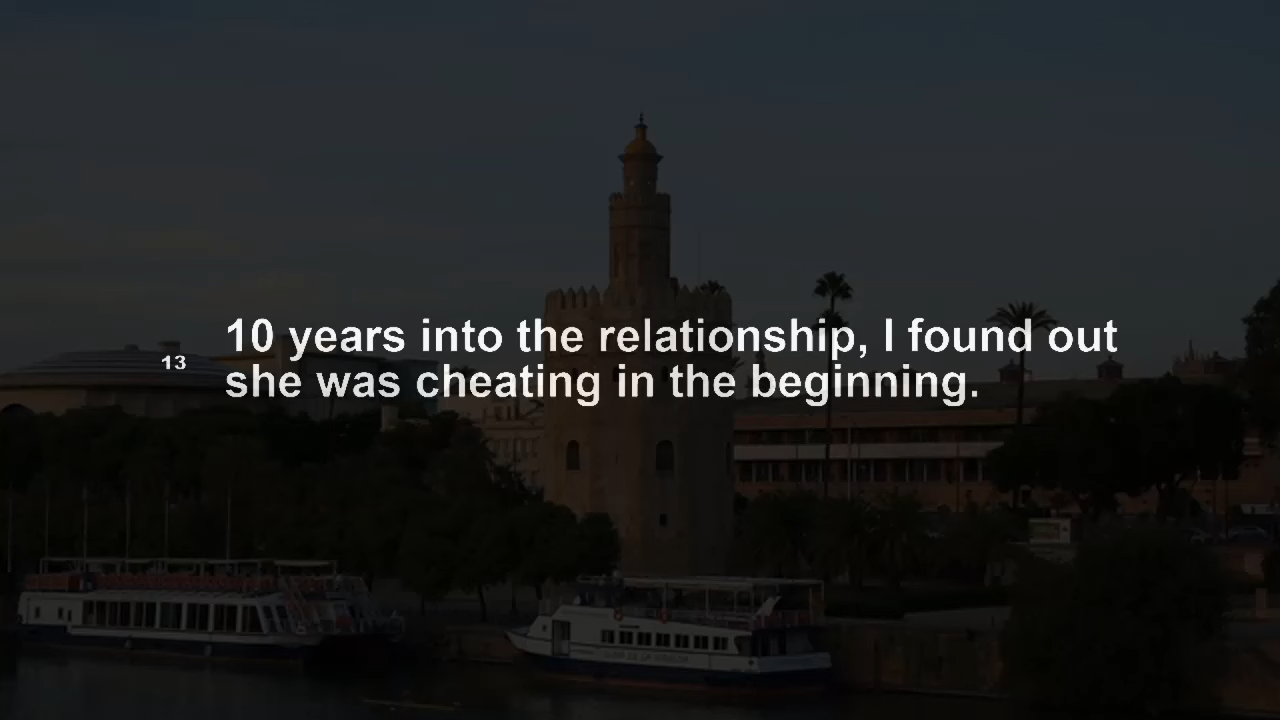 13
10 years into the relationship, I found out
she was cheating in the beginning.